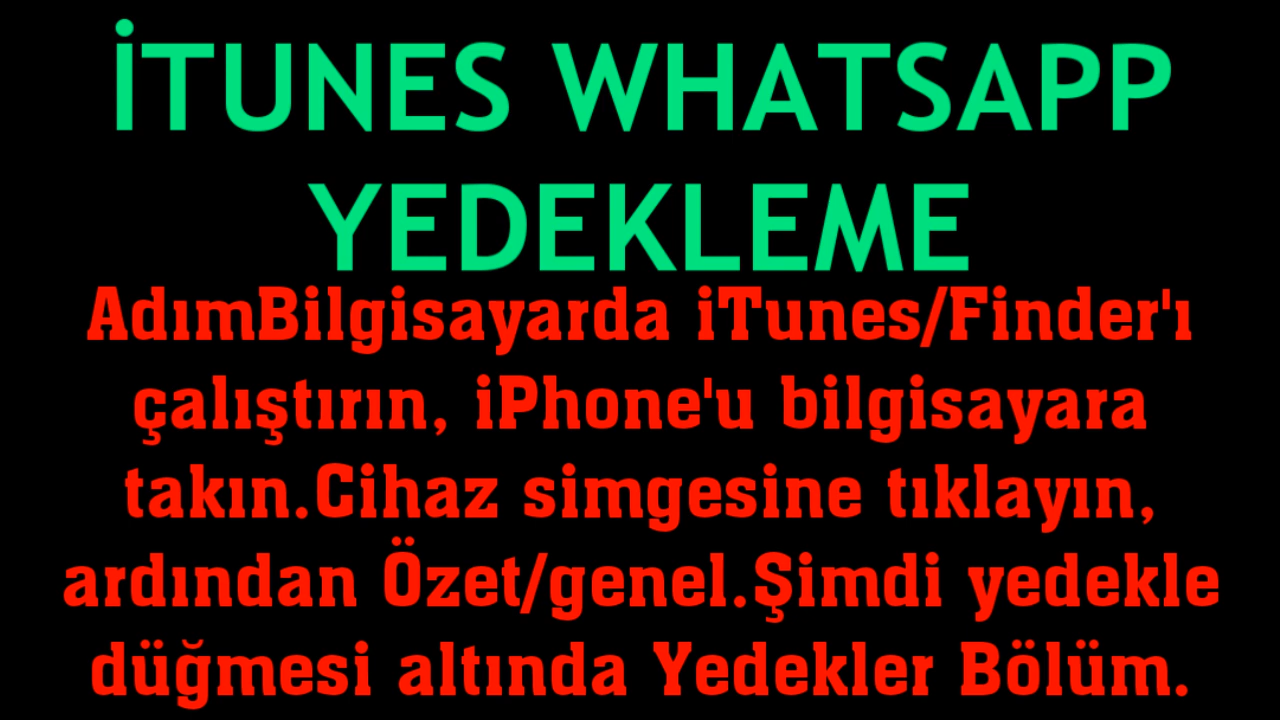 İTUNES WHATSAPP
YEDEKLEME
AdımBilgisayarda iTunes/Finder'ı
çalıştırın, iPhone'u bilgisayara
takın.Cihaz simgesine tıklayın,
ardından Özet/genel.Şimdi yedekle
düğmesi altında Yedekler Bölüm.